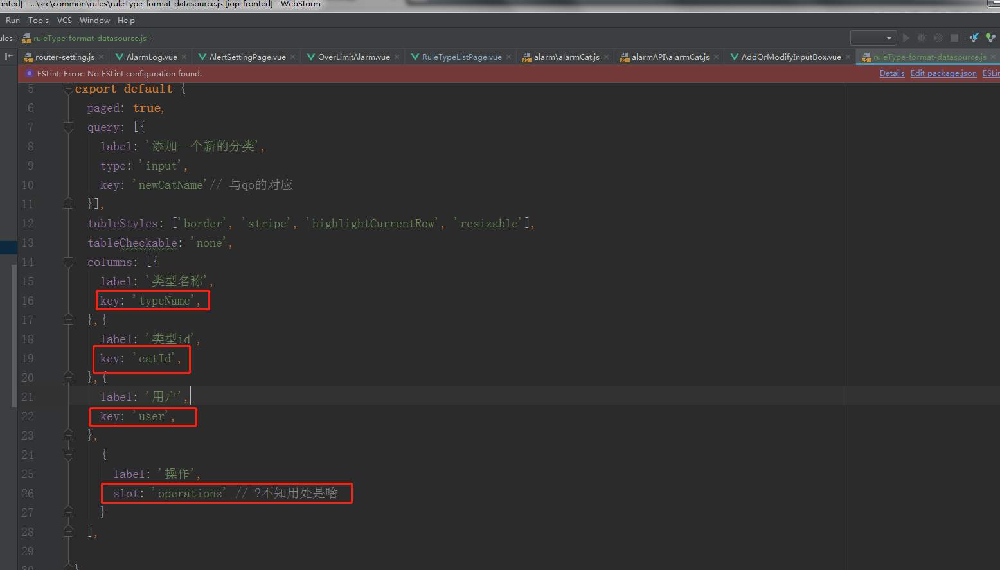 onted] - ...\src\common\rules\ruleType-format-datasource.js [iop-fronted] - WebStorm
Run Tools VCS Window Help
ules ruleType-format-datasource.js
router-setting.js AlarmLog.vue AlertSettingPage.vue OverLimitAlarm.vue RuleTypeListPage.vue alarm\alarmCat.js alarmAPI\alarmCat.js AddOrModifyInputBox.vue ruleType-format-datasource.js
ESLint: Error: No ESLint configuration found. Details Edit package.json ESLin
5 export default {
6 paged: true,
7 query: [{
8 label: '添加一个新的分类',
9 type: 'input',
10 key: 'newCatName'// 与qo的对应
11 }],
12 tableStyles: ['border', 'stripe', 'highlightCurrentRow', 'resizable'],
13 tableCheckable: 'none',
14 columns: [{
15 label: '类型名称',
16 key: 'typeName',
17 },{
18 label: '类型id',
19 key: 'catId',
20 },{
21 label: '用户',
22 key: 'user',
23 },
24 {
25 label: '操作',
26 slot: 'operations' // ?不知用处是啥
27 }
28 ],
29
30 }